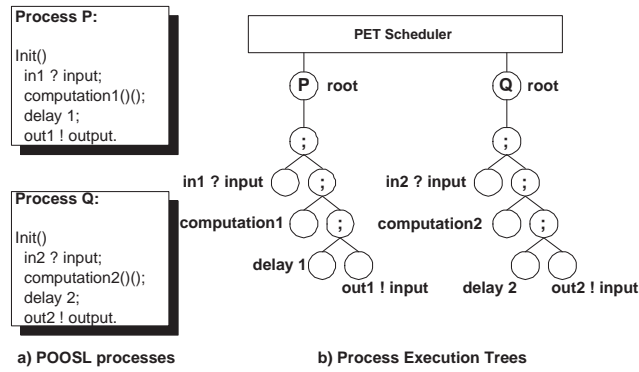 Process P:
Init()
in1 ? input;
computation1()();
delay 1;
out1 ! output.
Process Q:
Init()
in2 ? input;
computation2()();
delay 2;
out2 ! output.
a) POOSL processes
PET Scheduler
P root
Q root
;
;
in1 ? input
;
in2 ? input
;
computation1
;
computation2
;
delay 1
out1 ! input
delay 2
out2 ! input
b) Process Execution Trees